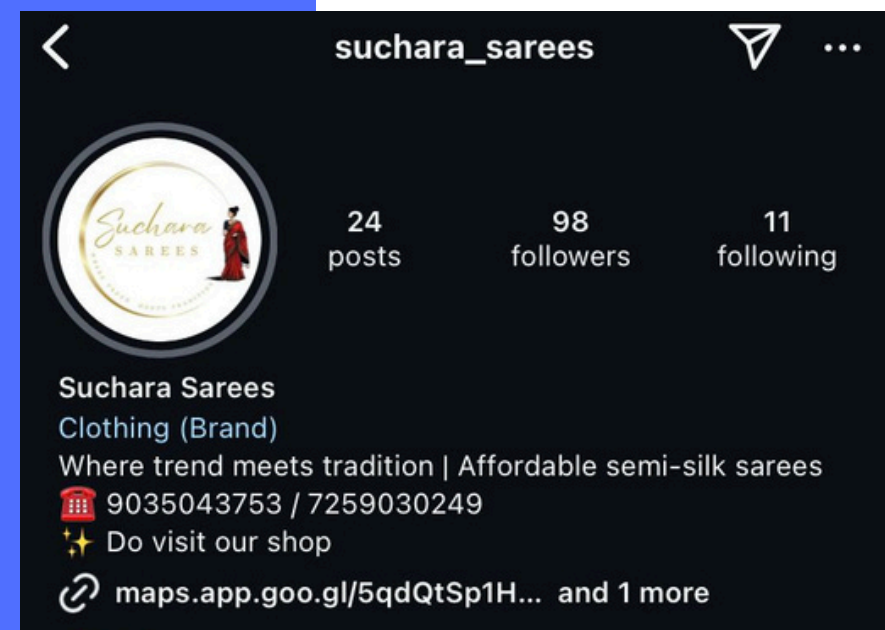 suchara_sarees
Suchara
SAREES
24
posts
98
followers
11
following
Suchara Sarees
Clothing (Brand)
Where trend meets tradition | Affordable semi-silk sarees
9035043753 / 7259030249
Do visit our shop
maps.app.goo.gl/5qdQtSp1H... and 1 more